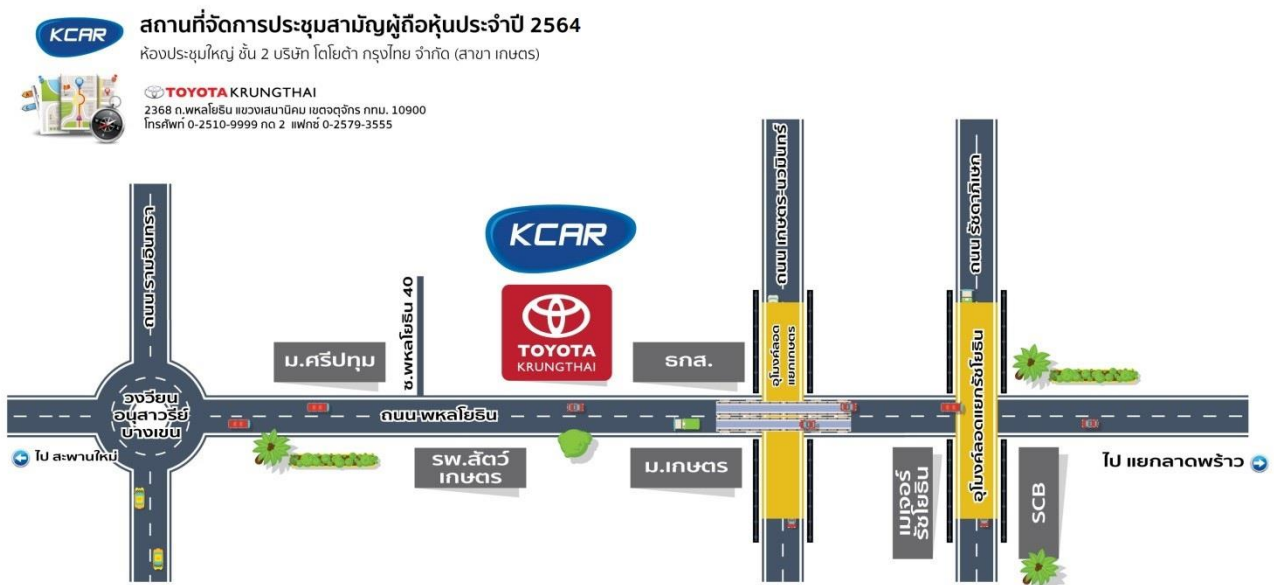 KCAR
สถานที่จัดการประชุมสามัญผู้ถือหุ้นประจำปี 2564
ห้องประชุมใหญ่ ชั้น 2 บริษัท โตโยต้า กรุงไทย จำกัด (สาขา เกษตร)
TOYOTA KRUNGTHAI
2368 ถ.พหลโยธิน แขวงเสนานิคม เขตจตุจักร กทม. 10900
โทรศัพท์ 0-2510-9999 กด 2 แฟกซ์ 0-2579-3555
ถนน รามอินทรา
ซ.พหลโยธิน 40
KCAR
TOYOTA
KRUNGTHAI
ถนน เกษตร-นวมินทร์
ถนน รัชดาภิเษก
ม.ศรีปทุม
ธกส.
อุโมงค์ลอด
แยกเกษตร
อุโมงค์ลอดแยกรัชโยธิน
วงเวียน
อนุสาวรีย์
บางเขน
ถนน พหลโยธิน
ไป สะพานใหม่
รพ.สัตว์
เกษตร
ม.เกษตร
เมเจอร์
รัชโยธิน
SCB
ไป แยกลาดพร้าว